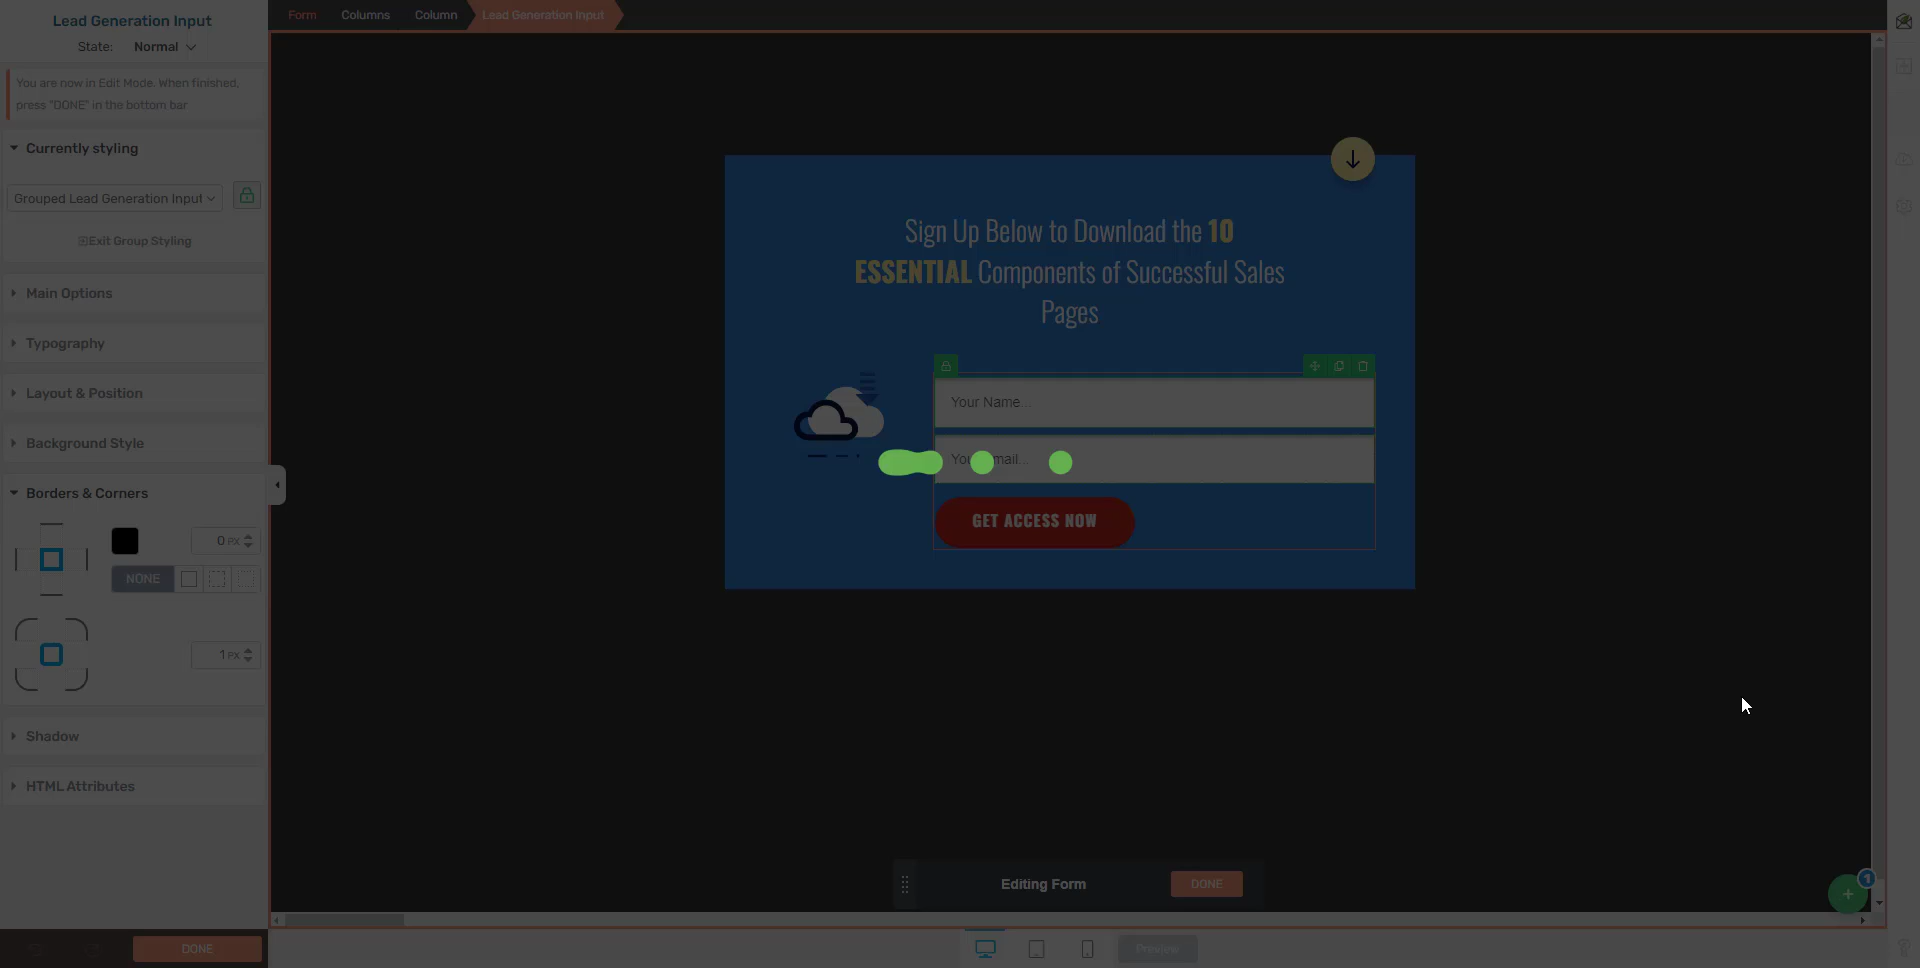 Lead Generation Input
State: Normal
You are now in Edit Mode. When finished,
press "DONE" in the bottom bar
Currently styling
Grouped Lead Generation Input
Exit Group Styling
Main Options
Typography
Layout & Position
Background Style
Borders & Corners
0 PX
NONE
1 PX
Shadow
HTML Attributes
DONE
Form Columns Column Lead Generation Input
Sign Up Below to Download the 10
ESSENTIAL Components of Successful Sales
Pages
Your Name...
GET ACCESS NOW
Editing Form DONE
1
Preview